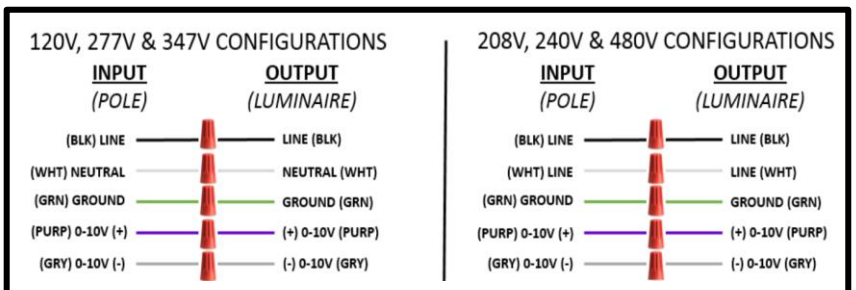 120V, 277V & 347V CONFIGURATIONS
INPUT OUTPUT
(POLE) (LUMINAIRE)
(BLK) LINE LINE (BLK)
(WHT) NEUTRAL NEUTRAL (WHT)
(GRN) GROUND GROUND (GRN)
(PURP) 0-10V (+) (+) 0-10V (PURP)
(GRY) 0-10V (-) (-) 0-10V (GRY)
208V, 240V & 480V CONFIGURATIONS
INPUT OUTPUT
(POLE) (LUMINAIRE)
(BLK) LINE LINE (BLK)
(WHT) LINE LINE (WHT)
(GRN) GROUND GROUND (GRN)
(PURP) 0-10V (+) (+) 0-10V (PURP)
(GRY) 0-10V (-) (-) 0-10V (GRY)